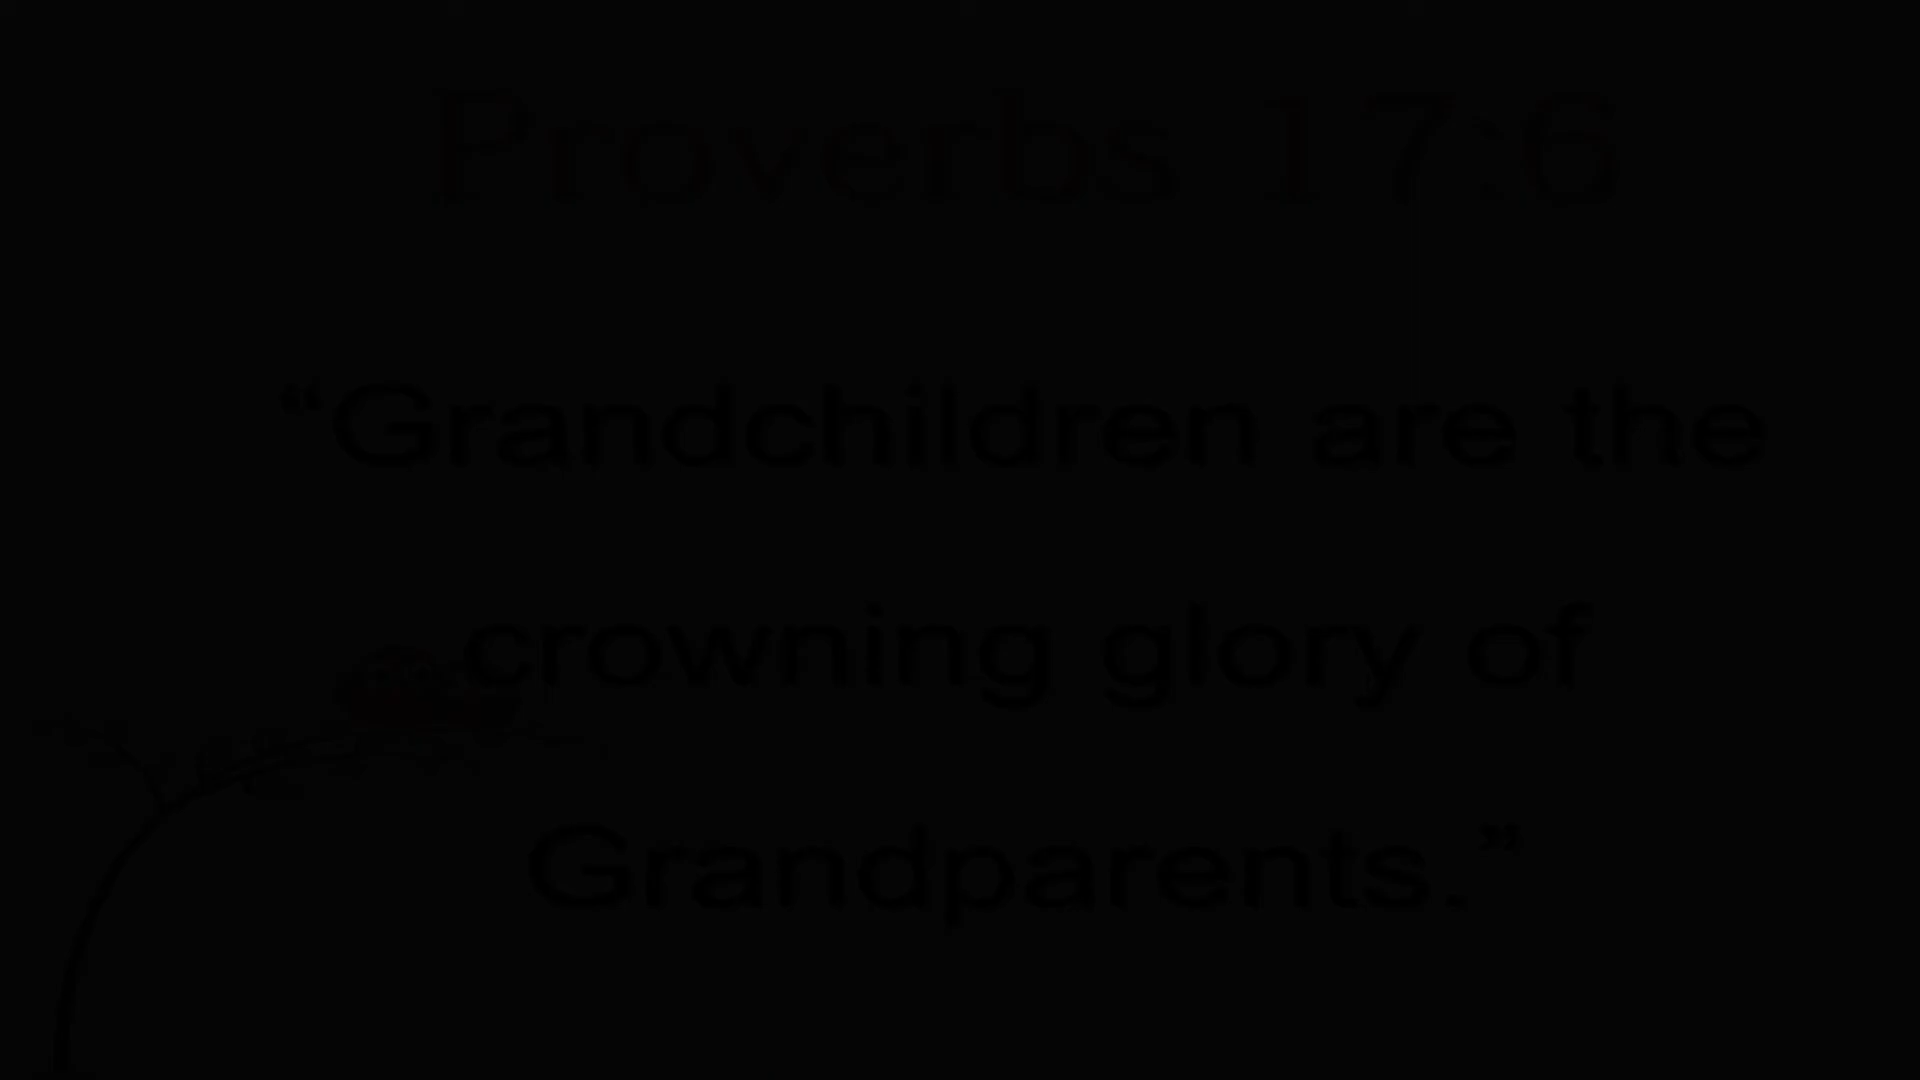 Proverbs 17:6
“Grandchildren are the
crowning glory of
Grandparents.”